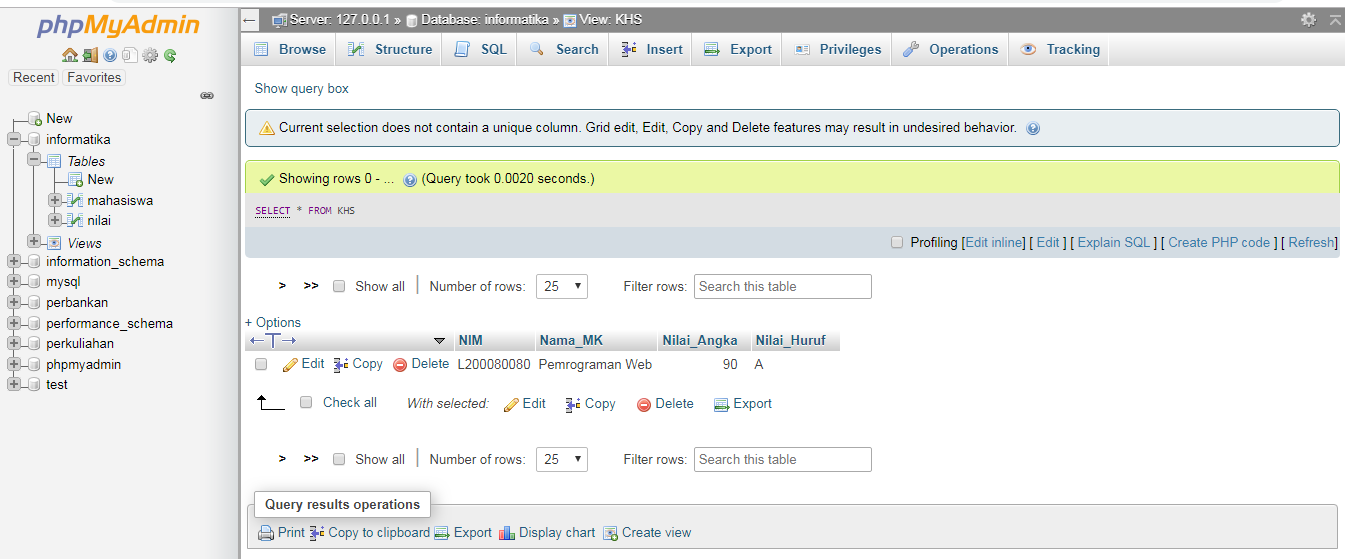 phpMyAdmin
Recent Favorites
New
informatika
Tables
New
mahasiswa
nilai
Views
information_schema
mysql
perbankan
performance_schema
perkuliahan
phpmyadmin
test
Server: 127.0.0.1 » Database: informatika » View: KHS
Browse Structure SQL Search Insert Export Privileges Operations Tracking
Show query box
Current selection does not contain a unique column. Grid edit, Edit, Copy and Delete features may result in undesired behavior.
Showing rows 0 - ... (Query took 0.0020 seconds.)
SELECT * FROM KHS
Profiling [Edit inline] [ Edit ] [ Explain SQL ] [ Create PHP code ] [ Refresh]
> >> Show all | Number of rows: 25 Filter rows: Search this table
+ Options
←T→ NIM Nama_MK Nilai_Angka Nilai_Huruf
Edit Copy Delete L200080080 Pemrograman Web 90 A
Check all With selected: Edit Copy Delete Export
> >> Show all | Number of rows: 25 Filter rows: Search this table
Query results operations
Print Copy to clipboard Export Display chart Create view